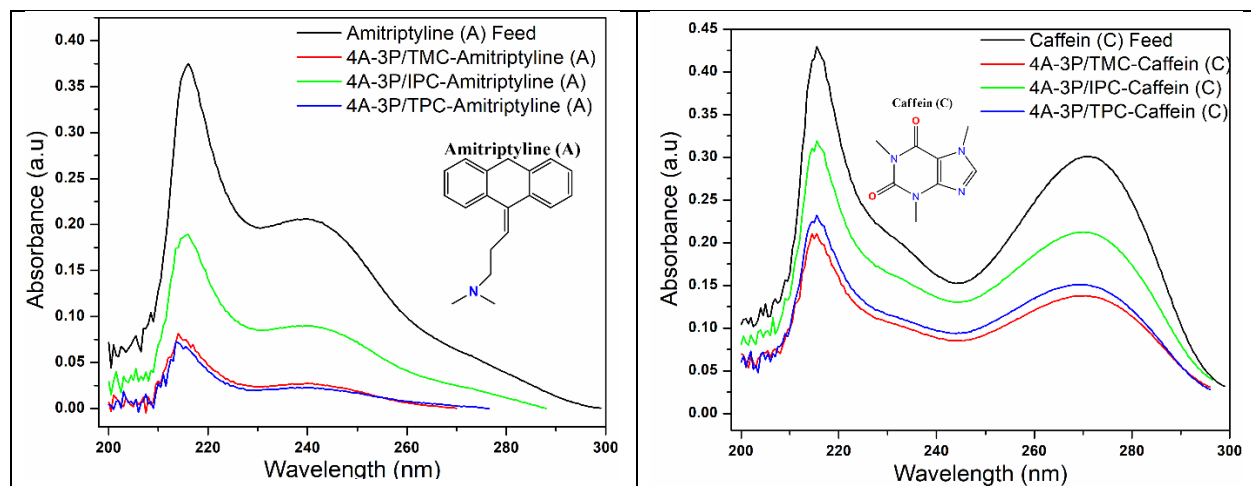 Amitriptyline (A) Feed
4A-3P/TMC-Amitriptyline (A)
4A-3P/IPC-Amitriptyline (A)
4A-3P/TPC-Amitriptyline (A)
Amitriptyline (A)
N
Absorbance (a.u)
0.40
0.35
0.30
0.25
0.20
0.15
0.10
0.05
0.00
200 220 240 260 280 300
Wavelength (nm)
Caffein (C) Feed
4A-3P/TMC-Caffein (C)
4A-3P/IPC-Caffein (C)
4A-3P/TPC-Caffein (C)
Caffein (C)
O
N
N
O
N
N
Absorbance (a.u)
0.45
0.40
0.35
0.30
0.25
0.20
0.15
0.10
0.05
0.00
200 220 240 260 280 300
Wavelength (nm)